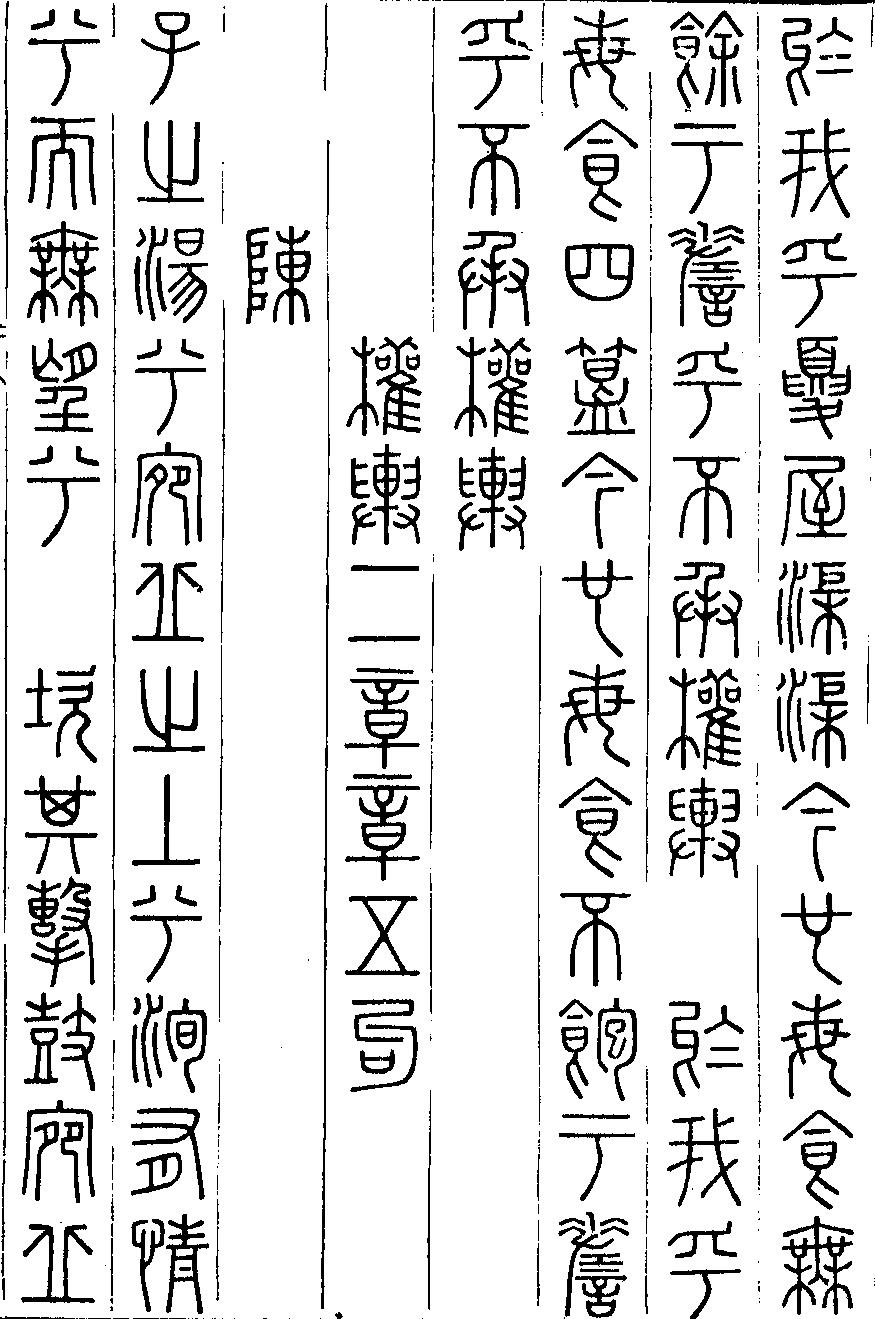 於我乎夏屋渠渠今也每食無
餘于嗟乎不承權輿　於我乎
每食四簋今也每食不飽于嗟
乎不承權輿
權輿二章章五句
陳
子之湯兮宛丘之上兮洵有情
兮而無望兮　坎其擊鼓宛丘